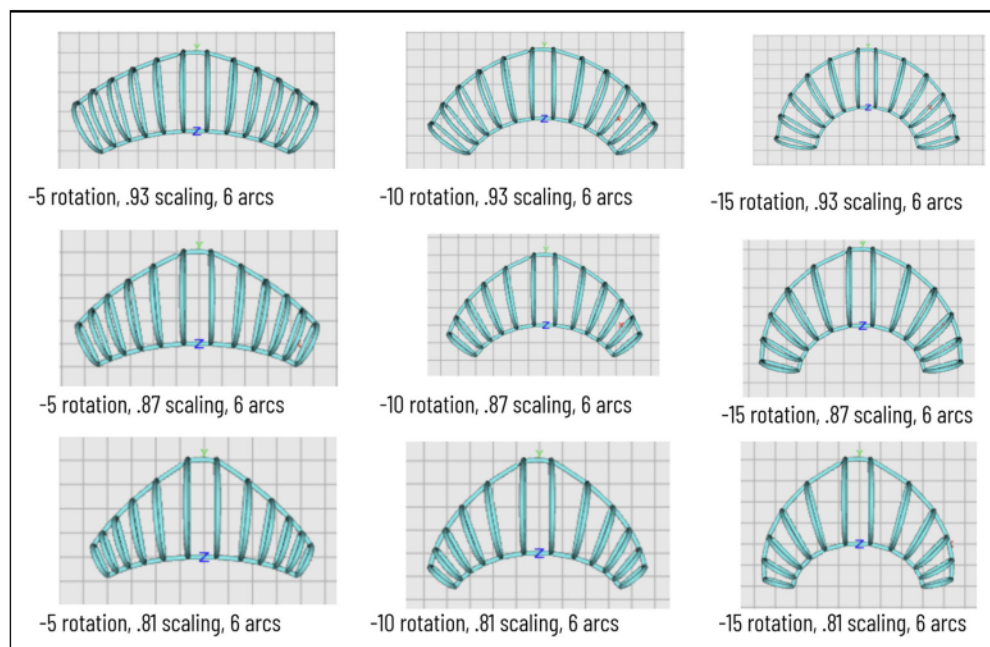 Y
Z
Y
Z
x
Y
Z
x
-5 rotation, .93 scaling, 6 arcs
-10 rotation, .93 scaling, 6 arcs
-15 rotation, .93 scaling, 6 arcs
Y
Z
Y
Z
x
Y
Z
-5 rotation, .87 scaling, 6 arcs
-10 rotation, .87 scaling, 6 arcs
-15 rotation, .87 scaling, 6 arcs
Y
Z
Y
Z
Y
Z
-5 rotation, .81 scaling, 6 arcs
-10 rotation, .81 scaling, 6 arcs
-15 rotation, .81 scaling, 6 arcs